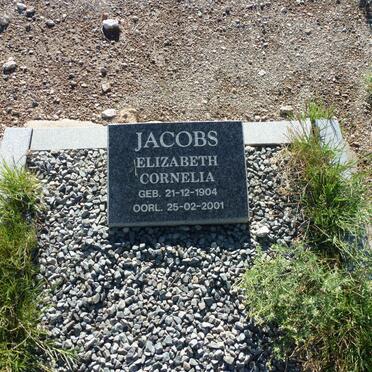 JACOBS
ELIZABETH
CORNELIA
GEB. 21-12-1904
OORL. 25-02-2001